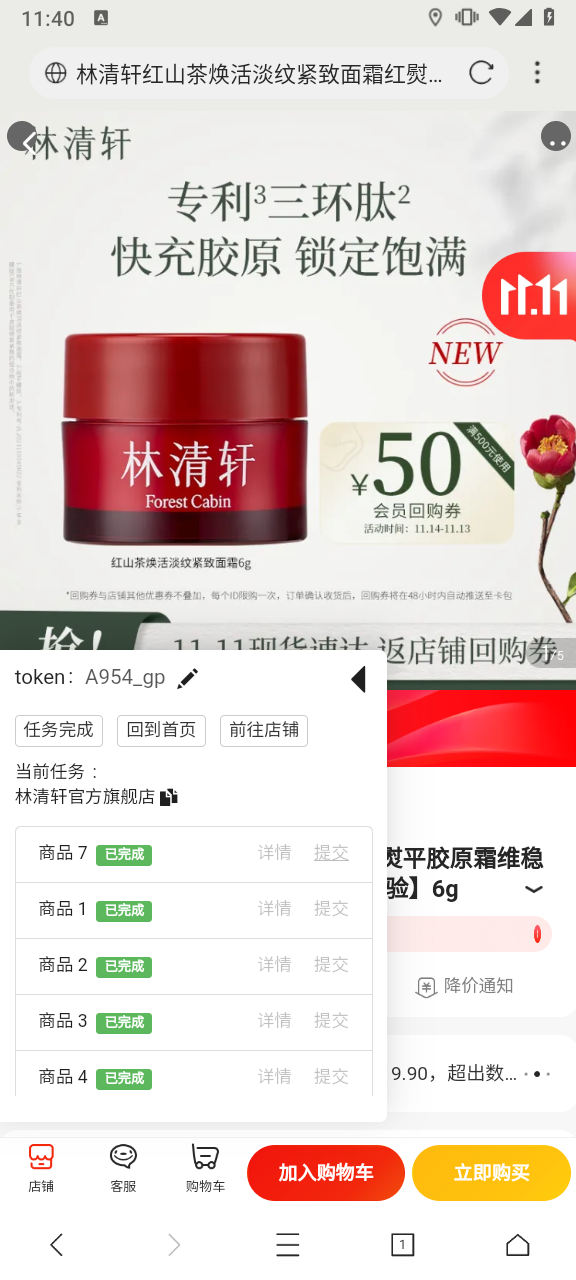 11:40
A
林清轩红山茶焕活淡纹紧致面霜红熨...
林清轩
专利³三环肽²
快充胶原 锁定饱满
11.11
NEW
林清轩
Forest Cabin
满500元使用
¥50
会员回购券
活动时间：11.14-11.13
红山茶焕活淡纹紧致面霜6g
*回购券与店铺其他优惠券不叠加，每个ID限购一次，订单确认收货后，回购券将在48小时内自动推送至卡包
抢！
11.11现货速达 返店铺回购券
token： A954_gp
任务完成
回到首页
前往店铺
当前任务 ：
林清轩官方旗舰店
商品 7 已完成 详情 提交
商品 1 已完成 详情 提交
商品 2 已完成 详情 提交
商品 3 已完成 详情 提交
商品 4 已完成 详情 提交
熨平胶原霜维稳
验】6g
降价通知
9.90，超出数...
店铺
客服
购物车
加入购物车
立即购买
1